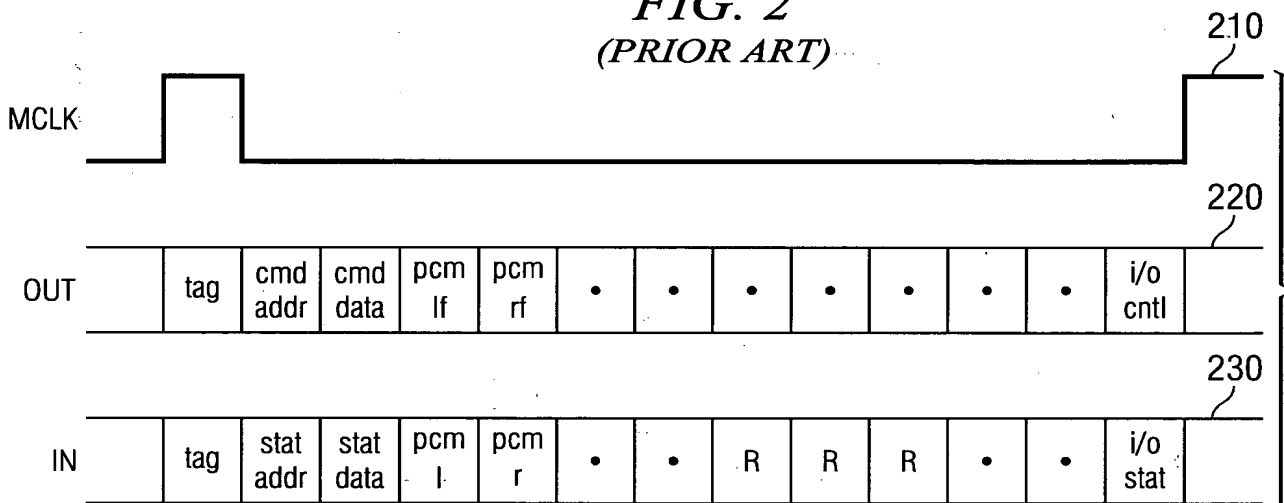 FIG. 2
(PRIOR ART)
210
MCLK
220
OUT tag cmd addr cmd data pcm lf pcm rf • • • • • • • i/o cntl
230
IN tag stat addr stat data pcm l pcm r • • R R R • • i/o stat